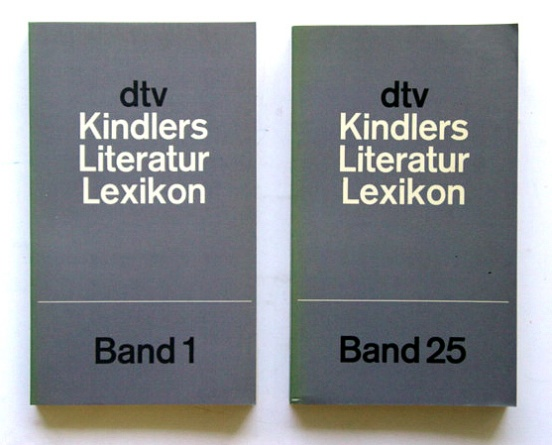 dtv
Kindlers
Literatur
Lexikon
Band 1
dtv
Kindlers
Literatur
Lexikon
Band 25